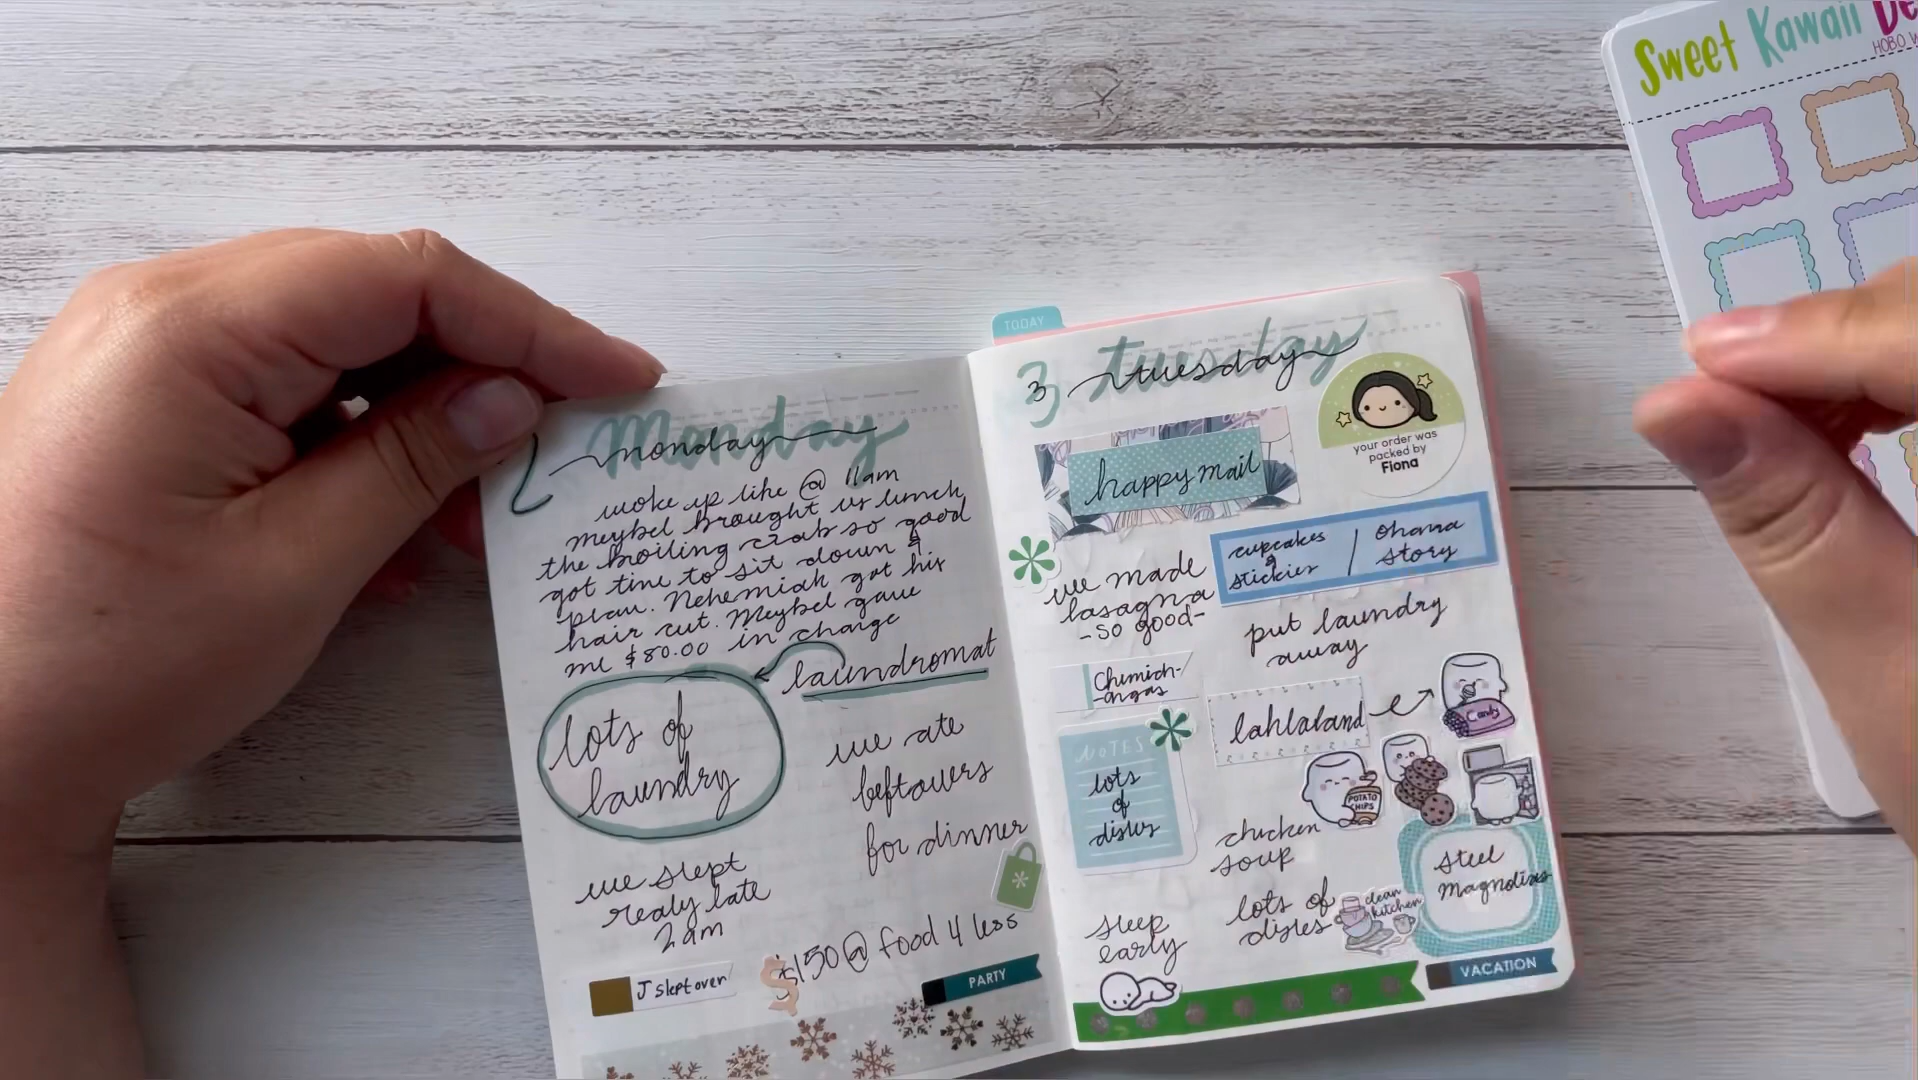 Sweet Kawaii De
HOBO W
TODAY
2 monday
Monday
woke up like @ 11am
meybel brought us lunch
the boiling crab so good
got time to sit down &
plan. Nehemiah got his
hair cut. Meybel gave
me $80.00 in change
laundromat
lots of
laundry
we ate
leftovers
for dinner
we slept
realy late
2am
$150 @ food 4 less
J slept over
PARTY
3 tuesday
3 tuesday
happy mail
your order was
packed by
Fiona
cupcakes
&
stickies / Ohana
story
we made
lasagna
-so good-
put laundry
away
Chimich-
-angas
lahlaland
Candy
NOTES
lots
of
dishes
POTATO
CHIPS
chicken
soup
Steel
Magnolias
lots of
dishes
clean
kitchen
sleep
early
VACATION